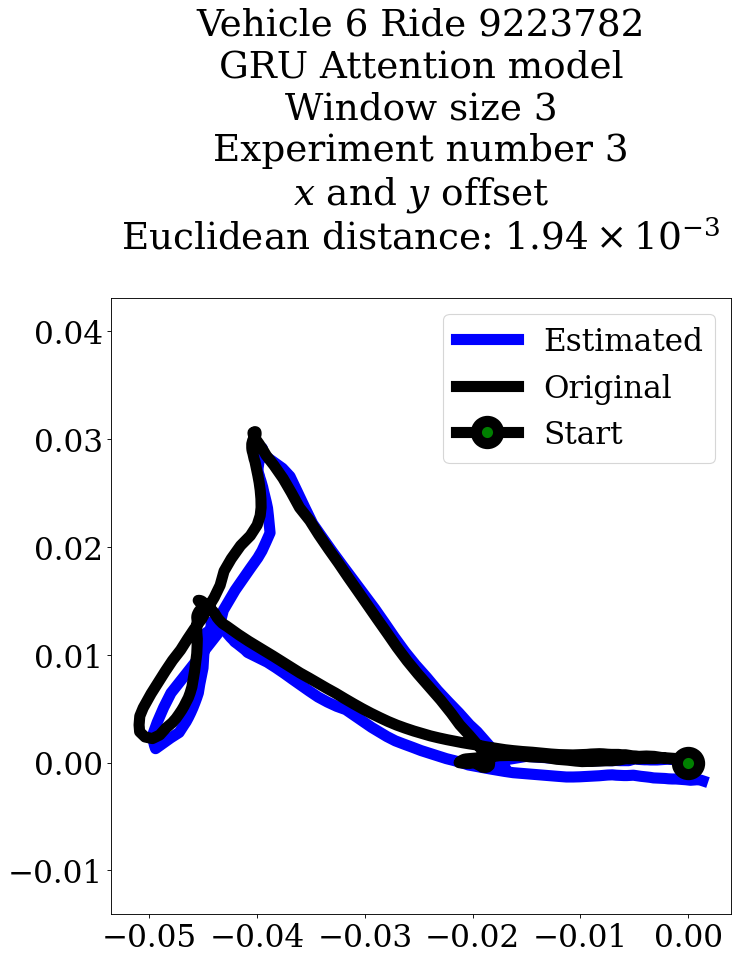 Vehicle 6 Ride 9223782
GRU Attention model
Window size 3
Experiment number 3
x and y offset
Euclidean distance: 1.94 × 10⁻³
Estimated
Original
Start
0.04
0.03
0.02
0.01
0.00
−0.01
−0.05 −0.04 −0.03 −0.02 −0.01 0.00